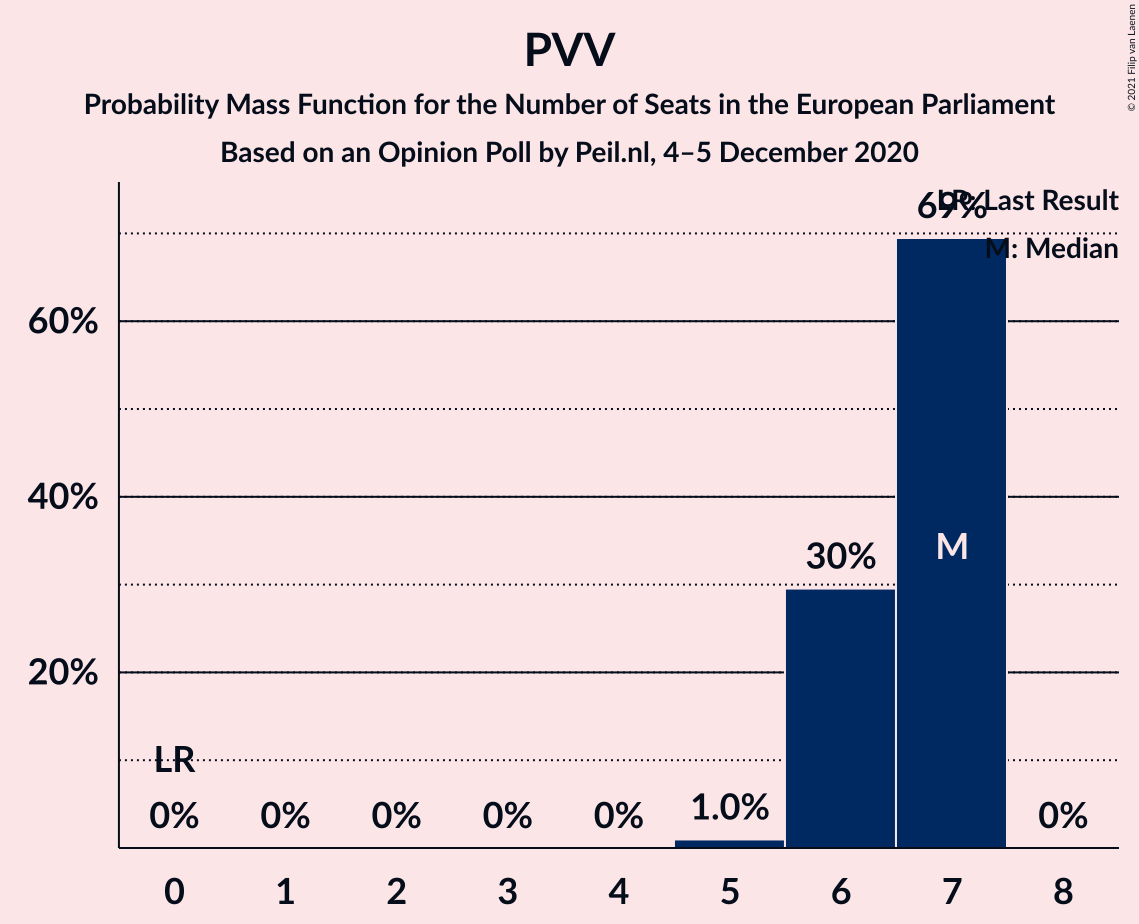 PVV
Probability Mass Function for the Number of Seats in the European Parliament
Based on an Opinion Poll by Peil.nl, 4–5 December 2020
© 2021 Filip van Laenen
LR: Last Result
M: Median
69%
60%
30%
M
40%
20%
LR
0% 0% 0% 0% 0% 1.0% 0%
0 1 2 3 4 5 6 7 8